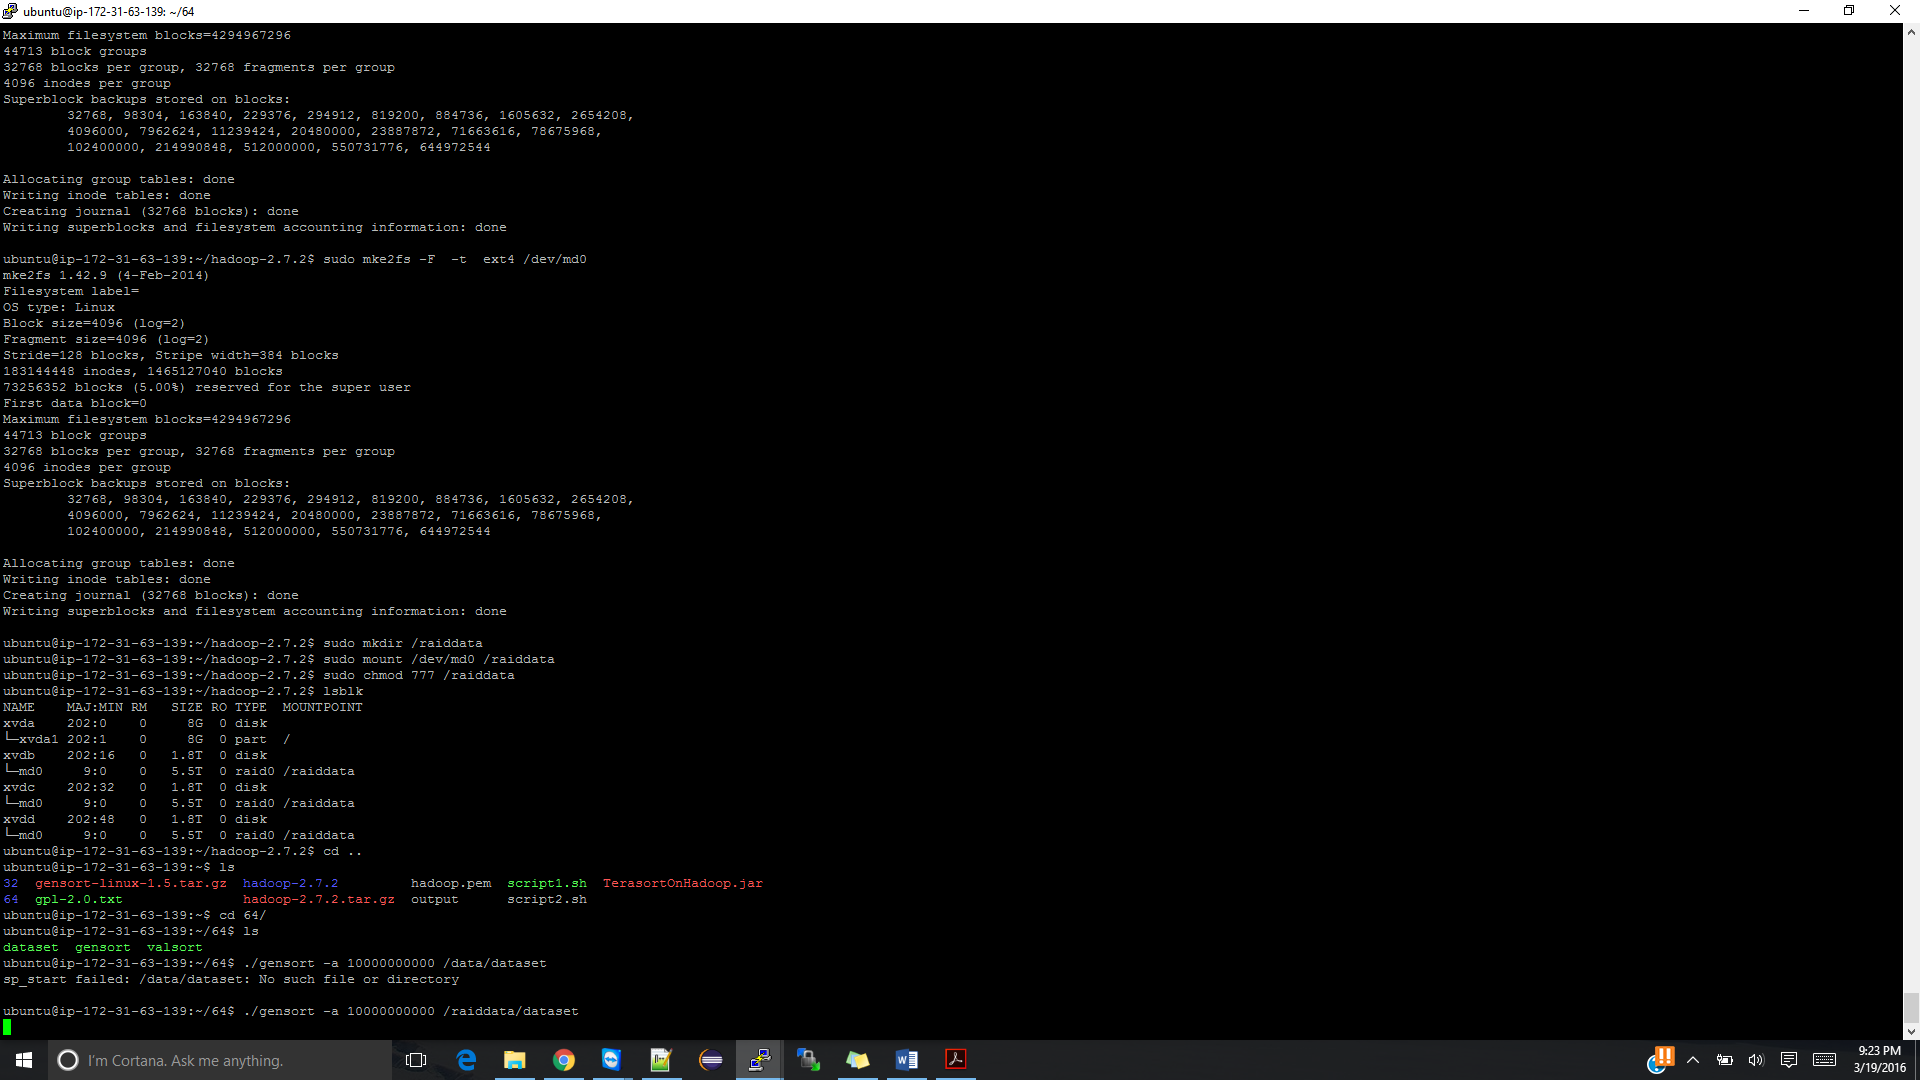 ubuntu@ip-172-31-63-139: ~/64
Maximum filesystem blocks=4294967296
44713 block groups
32768 blocks per group, 32768 fragments per group
4096 inodes per group
Superblock backups stored on blocks:
32768, 98304, 163840, 229376, 294912, 819200, 884736, 1605632, 2654208,
4096000, 7962624, 11239424, 20480000, 23887872, 71663616, 78675968,
102400000, 214990848, 512000000, 550731776, 644972544
Allocating group tables: done
Writing inode tables: done
Creating journal (32768 blocks): done
Writing superblocks and filesystem accounting information: done
ubuntu@ip-172-31-63-139:~/hadoop-2.7.2$ sudo mke2fs -F  -t  ext4 /dev/md0
mke2fs 1.42.9 (4-Feb-2014)
Filesystem label=
OS type: Linux
Block size=4096 (log=2)
Fragment size=4096 (log=2)
Stride=128 blocks, Stripe width=384 blocks
183144448 inodes, 1465127040 blocks
73256352 blocks (5.00%) reserved for the super user
First data block=0
Maximum filesystem blocks=4294967296
44713 block groups
32768 blocks per group, 32768 fragments per group
4096 inodes per group
Superblock backups stored on blocks:
32768, 98304, 163840, 229376, 294912, 819200, 884736, 1605632, 2654208,
4096000, 7962624, 11239424, 20480000, 23887872, 71663616, 78675968,
102400000, 214990848, 512000000, 550731776, 644972544
Allocating group tables: done
Writing inode tables: done
Creating journal (32768 blocks): done
Writing superblocks and filesystem accounting information: done
ubuntu@ip-172-31-63-139:~/hadoop-2.7.2$ sudo mkdir /raiddata
ubuntu@ip-172-31-63-139:~/hadoop-2.7.2$ sudo mount /dev/md0 /raiddata
ubuntu@ip-172-31-63-139:~/hadoop-2.7.2$ sudo chmod 777 /raiddata
ubuntu@ip-172-31-63-139:~/hadoop-2.7.2$ lsblk
NAME    MAJ:MIN RM   SIZE RO TYPE  MOUNTPOINT
xvda    202:0    0     8G  0 disk
└─xvda1 202:1    0     8G  0 part  /
xvdb    202:16   0   1.8T  0 disk
└─md0     9:0    0   5.5T  0 raid0 /raiddata
xvdc    202:32   0   1.8T  0 disk
└─md0     9:0    0   5.5T  0 raid0 /raiddata
xvdd    202:48   0   1.8T  0 disk
└─md0     9:0    0   5.5T  0 raid0 /raiddata
ubuntu@ip-172-31-63-139:~/hadoop-2.7.2$ cd ..
ubuntu@ip-172-31-63-139:~$ ls
32  gensort-linux-1.5.tar.gz  hadoop-2.7.2         hadoop.pem  script1.sh  TerasortOnHadoop.jar
64  gpl-2.0.txt               hadoop-2.7.2.tar.gz  output      script2.sh
ubuntu@ip-172-31-63-139:~$ cd 64/
ubuntu@ip-172-31-63-139:~/64$ ls
dataset  gensort  valsort
ubuntu@ip-172-31-63-139:~/64$ ./gensort -a 10000000000 /data/dataset
sp_start failed: /data/dataset: No such file or directory
ubuntu@ip-172-31-63-139:~/64$ ./gensort -a 10000000000 /raiddata/dataset
I'm Cortana. Ask me anything.
9:23 PM
3/19/2016